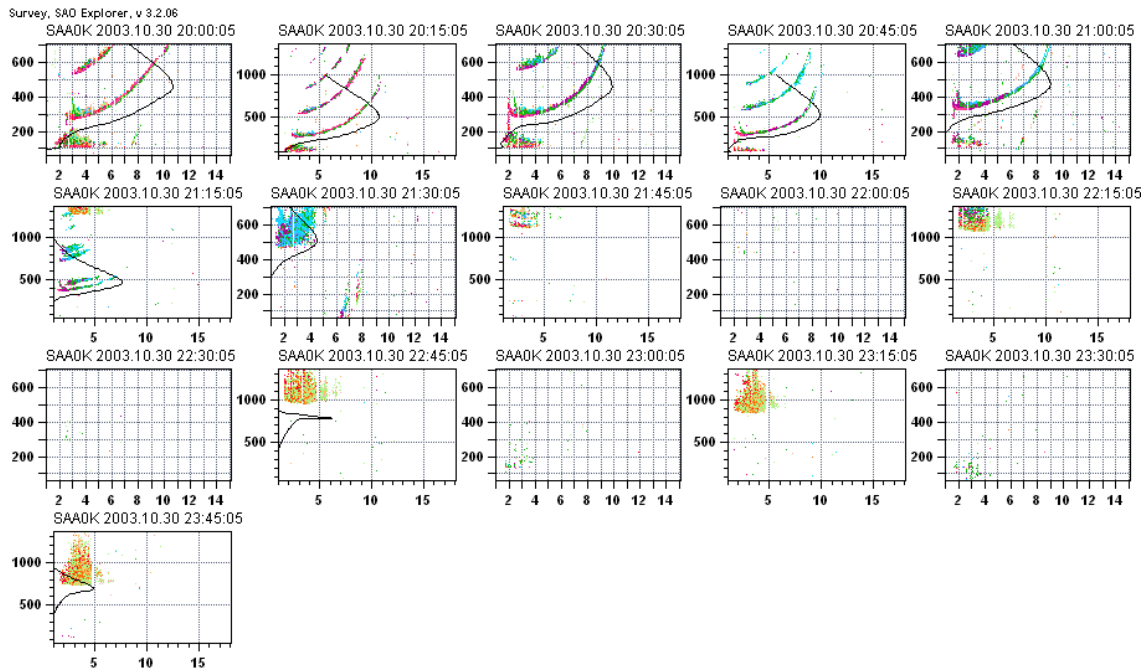 Survey, SAO Explorer, v 3.2.06
SAA0K 2003.10.30 20:00:05 SAA0K 2003.10.30 20:15:05 SAA0K 2003.10.30 20:30:05 SAA0K 2003.10.30 20:45:05 SAA0K 2003.10.30 21:00:05
600 1000 600 1000 600
400 500 400 500 400
200 200 200
2 4 6 8 10 12 14 5 10 15 2 4 6 8 10 12 14 5 10 15 2 4 6 8 10 12 14
SAA0K 2003.10.30 21:15:05 SAA0K 2003.10.30 21:30:05 SAA0K 2003.10.30 21:45:05 SAA0K 2003.10.30 22:00:05 SAA0K 2003.10.30 22:15:05
1000 600 1000 600 1000
500 400 500 400 500
200 200
5 10 15 2 4 6 8 10 12 14 5 10 15 2 4 6 8 10 12 14 5 10 15
SAA0K 2003.10.30 22:30:05 SAA0K 2003.10.30 22:45:05 SAA0K 2003.10.30 23:00:05 SAA0K 2003.10.30 23:15:05 SAA0K 2003.10.30 23:30:05
600 1000 600 1000 600
400 500 400 500 400
200 200 200
2 4 6 8 10 12 14 5 10 15 2 4 6 8 10 12 14 5 10 15 2 4 6 8 10 12 14
SAA0K 2003.10.30 23:45:05
1000
500
5 10 15